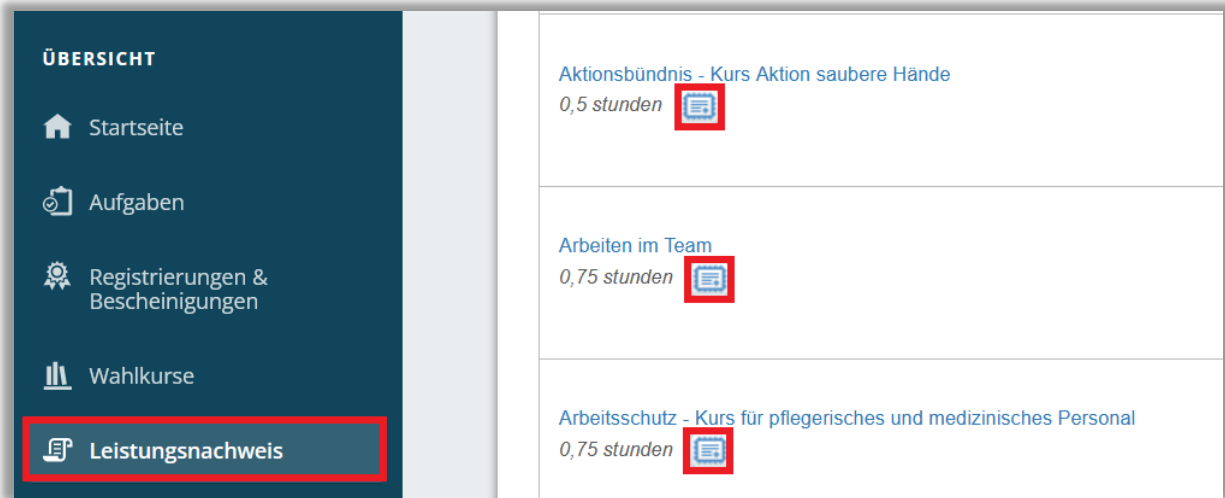 ÜBERSICHT
Startseite
Aufgaben
Registrierungen &
Bescheinigungen
Wahlkurse
Leistungsnachweis
Aktionsbündnis - Kurs Aktion saubere Hände
0,5 stunden
Arbeiten im Team
0,75 stunden
Arbeitsschutz - Kurs für pflegerisches und medizinisches Personal
0,75 stunden